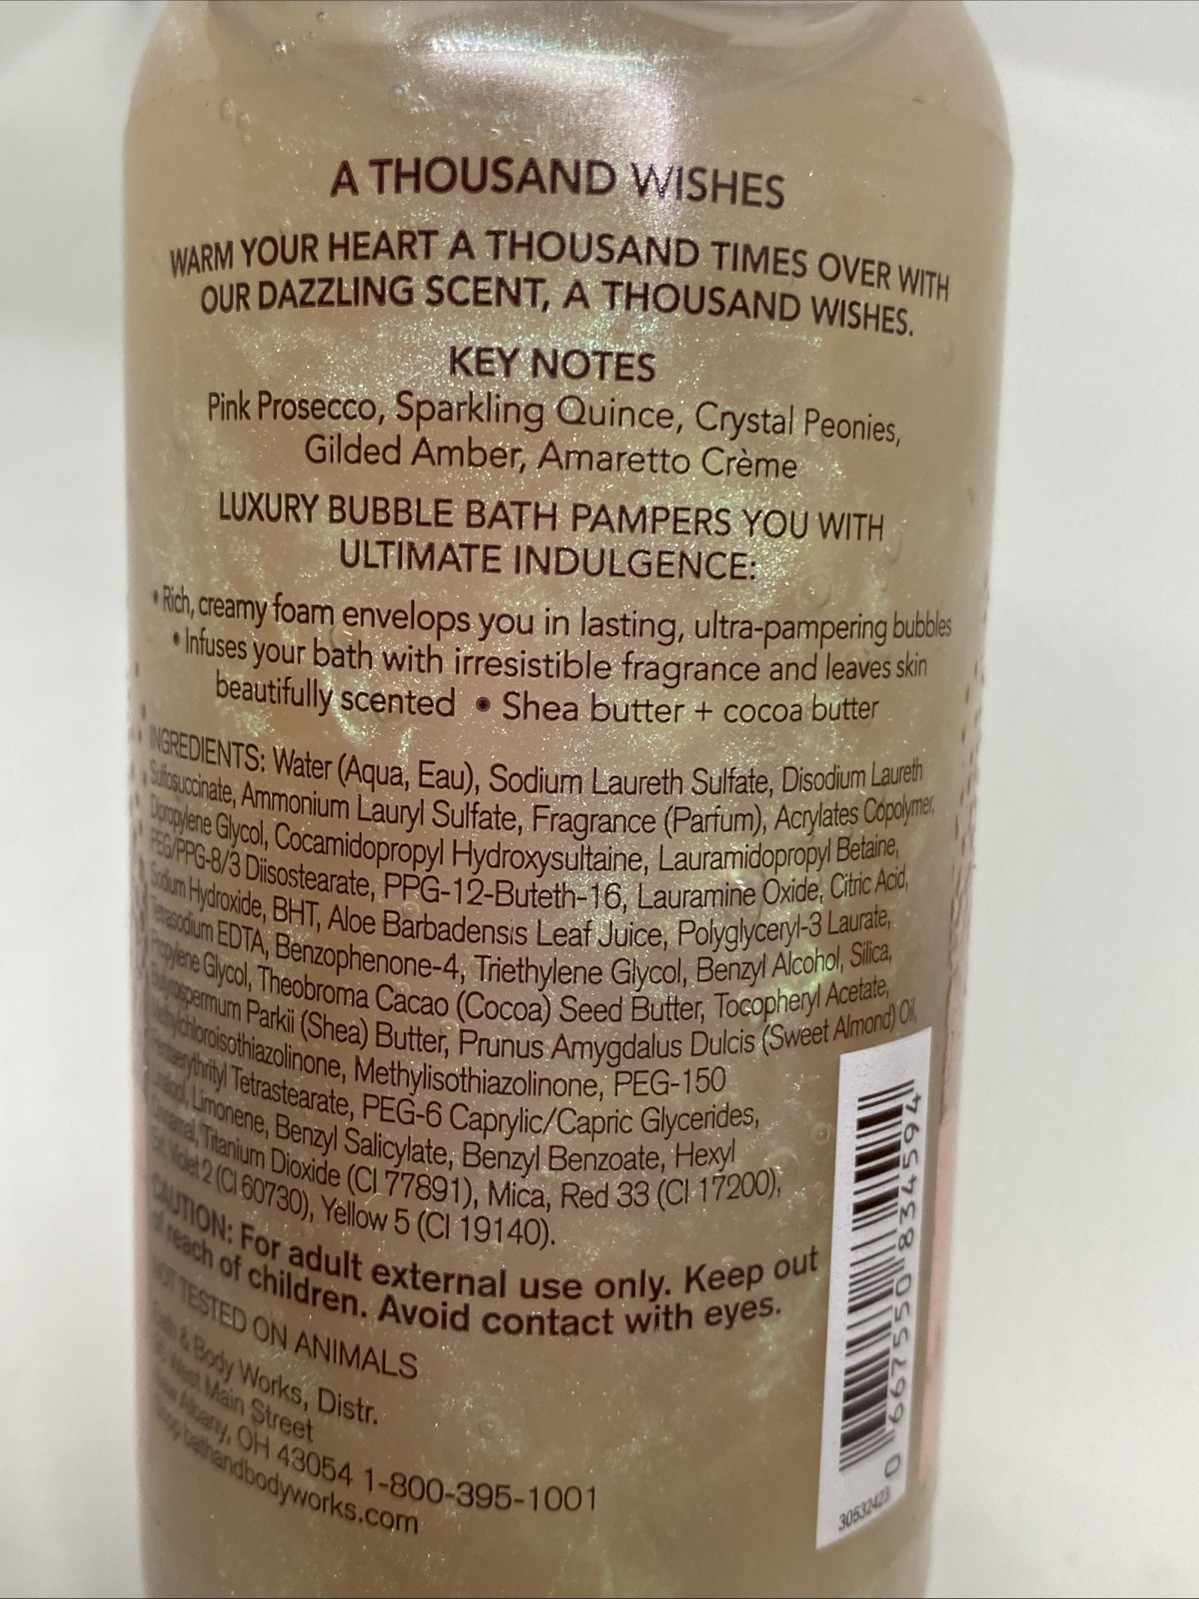 A THOUSAND WISHES
WARM YOUR HEART A THOUSAND TIMES OVER WITH
OUR DAZZLING SCENT, A THOUSAND WISHES.
KEY NOTES
Pink Prosecco, Sparkling Quince, Crystal Peonies,
Gilded Amber, Amaretto Crème
LUXURY BUBBLE BATH PAMPERS YOU WITH
ULTIMATE INDULGENCE:
• Rich, creamy foam envelops you in lasting, ultra-pampering bubbles
• Infuses your bath with irresistible fragrance and leaves skin
beautifully scented • Shea butter + cocoa butter
INGREDIENTS: Water (Aqua, Eau), Sodium Laureth Sulfate, Disodium Laureth
Sulfosuccinate, Ammonium Lauryl Sulfate, Fragrance (Parfum), Acrylates Copolymer,
Dipropylene Glycol, Cocamidopropyl Hydroxysultaine, Lauramidopropyl Betaine,
PEG/PPG-8/3 Diisostearate, PPG-12-Buteth-16, Lauramine Oxide, Citric Acid,
Sodium Hydroxide, BHT, Aloe Barbadensis Leaf Juice, Polyglyceryl-3 Laurate,
Tetrasodium EDTA, Benzophenone-4, Triethylene Glycol, Benzyl Alcohol, Silica,
Propylene Glycol, Theobroma Cacao (Cocoa) Seed Butter, Tocopheryl Acetate,
Butyrospermum Parkii (Shea) Butter, Prunus Amygdalus Dulcis (Sweet Almond) Oil,
Methylchloroisothiazolinone, Methylisothiazolinone, PEG-150
Pentaerythrityl Tetrastearate, PEG-6 Caprylic/Capric Glycerides,
Linalool, Limonene, Benzyl Salicylate, Benzyl Benzoate, Hexyl
Cinnamal, Titanium Dioxide (CI 77891), Mica, Red 33 (CI 17200),
Ext. Violet 2 (CI 60730), Yellow 5 (CI 19140).
CAUTION: For adult external use only. Keep out
of reach of children. Avoid contact with eyes.
NOT TESTED ON ANIMALS
Bath & Body Works, Distr.
West Main Street
New Albany, OH 43054 1-800-395-1001
Shop bathandbodyworks.com
0 667550 834594
30532423